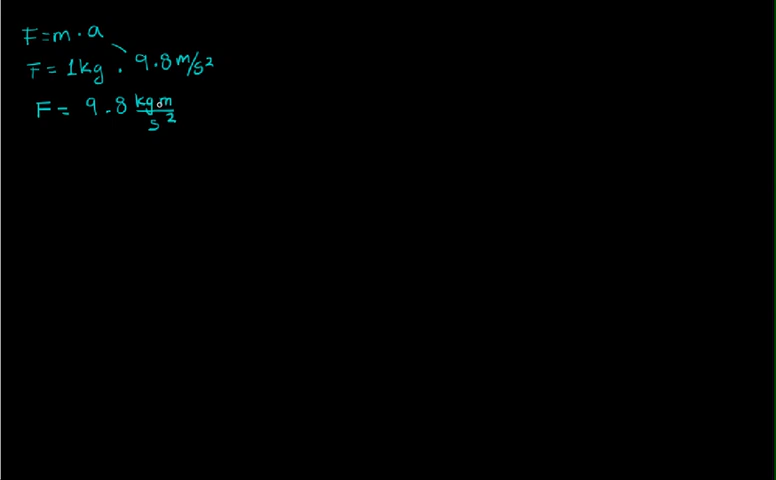 F=m·a
F= 1kg · 9.8 m/s²
F= 9.8 kg·m/s²